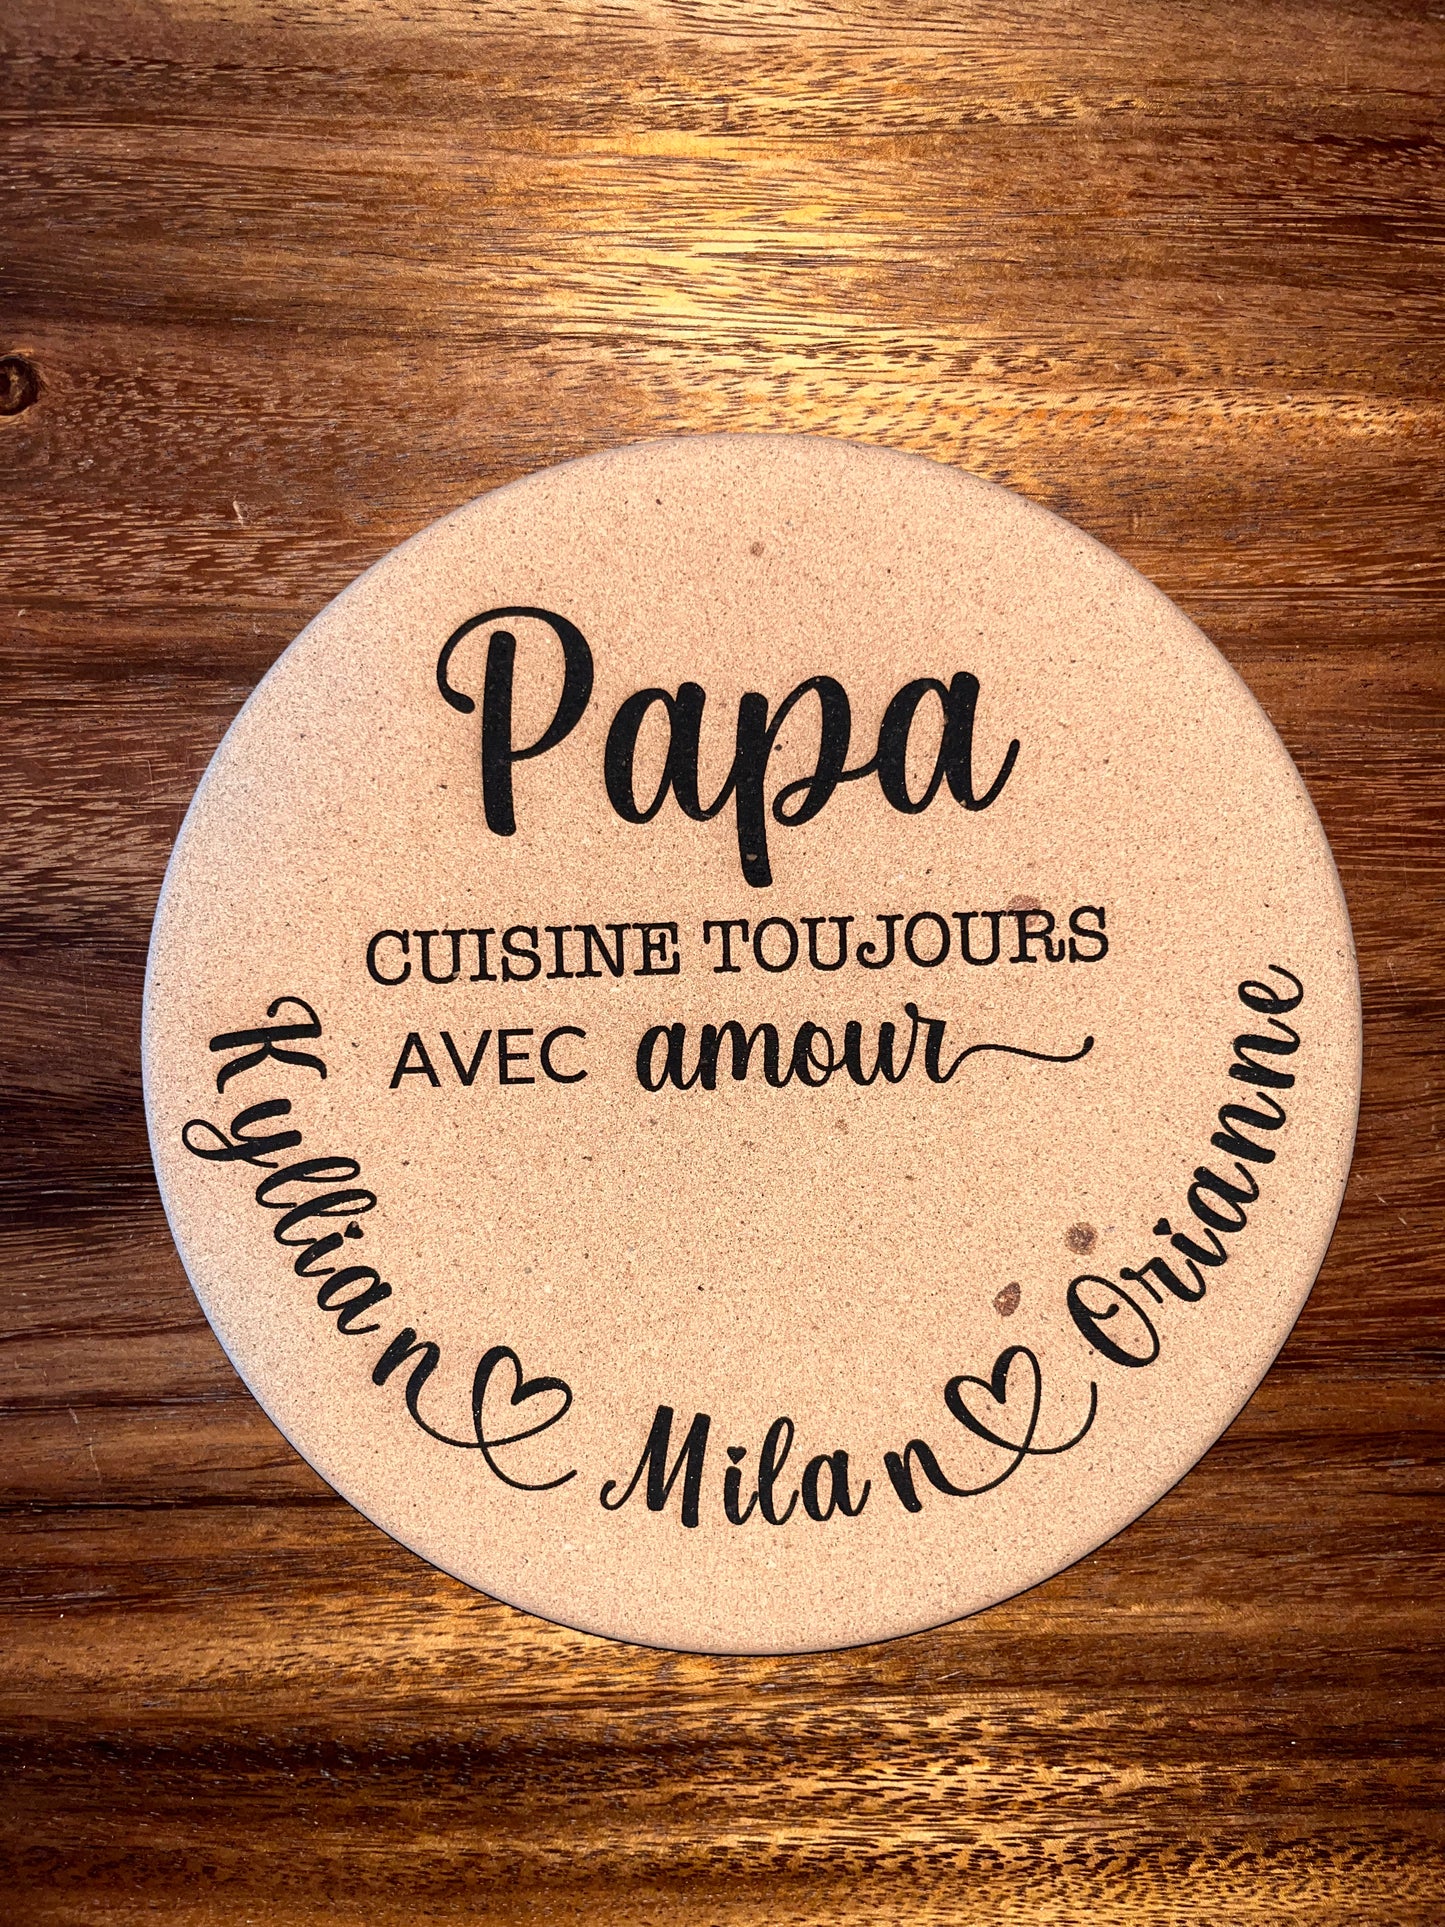 Papa
CUISINE TOUJOURS
AVEC amour
Kyllian Milan Orianne